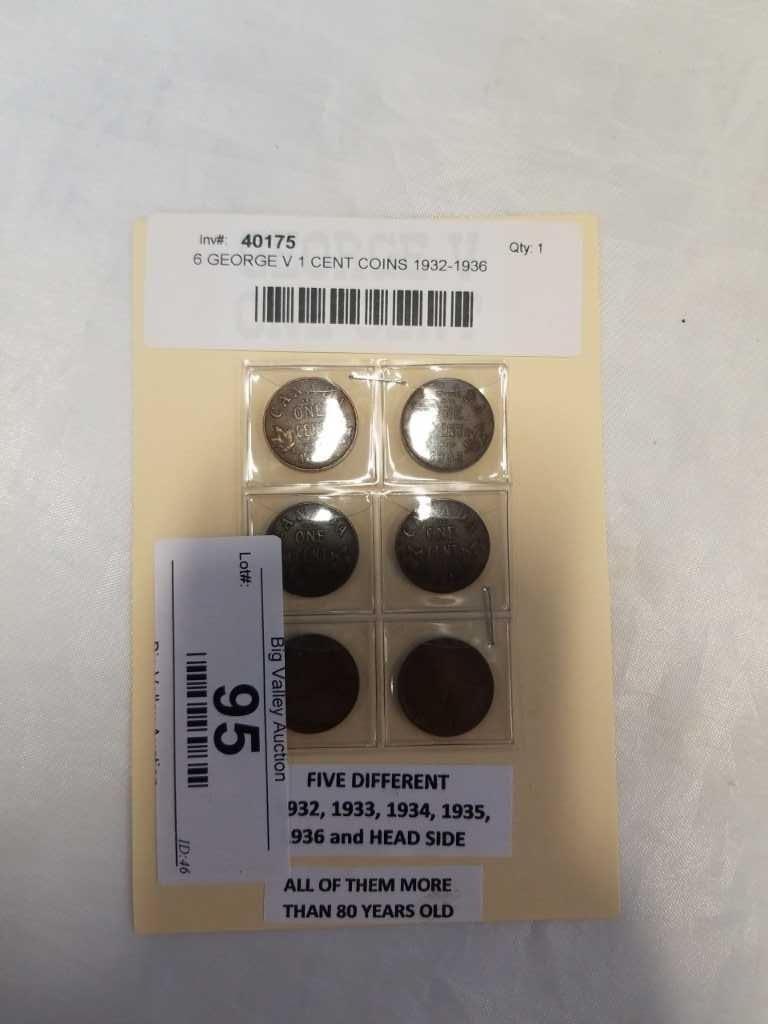 Inv#: 40175
Qty: 1
6 GEORGE V 1 CENT COINS 1932-1936
CANADA
ONE
CENT
ONE
CENT
CANADA
ONE
CENT
CANADA
ONE
CENT
Lot#:
95
Big Valley Auction
ID:46
FIVE DIFFERENT
932, 1933, 1934, 1935,
936 and HEAD SIDE
ALL OF THEM MORE
THAN 80 YEARS OLD